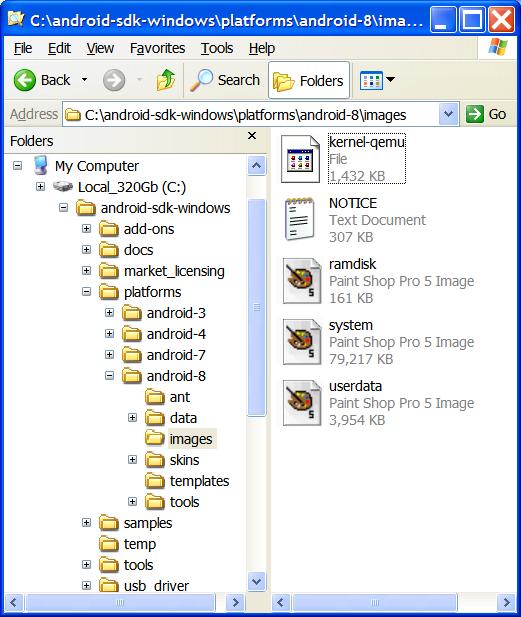 C:\android-sdk-windows\platforms\android-8\ima...
File Edit View Favorites Tools Help
Back Search Folders
Address C:\android-sdk-windows\platforms\android-8\images Go
Folders
My Computer
Local_320Gb (C:)
android-sdk-windows
add-ons
docs
market_licensing
platforms
android-3
android-4
android-7
android-8
ant
data
images
skins
templates
tools
samples
temp
tools
usb_driver
kernel-qemu
File
1,432 KB
NOTICE
Text Document
307 KB
ramdisk
Paint Shop Pro 5 Image
161 KB
system
Paint Shop Pro 5 Image
79,217 KB
userdata
Paint Shop Pro 5 Image
3,954 KB